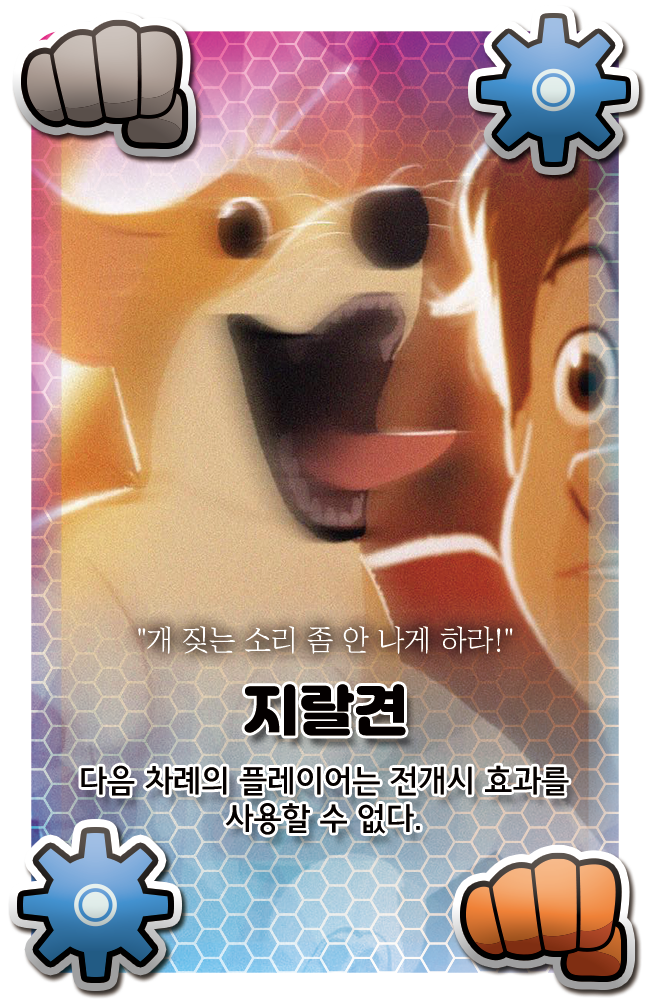 "개 짖는 소리 좀 안 나게 하라!"
지랄견
다음 차례의 플레이어는 전개시 효과를
사용할 수 없다.